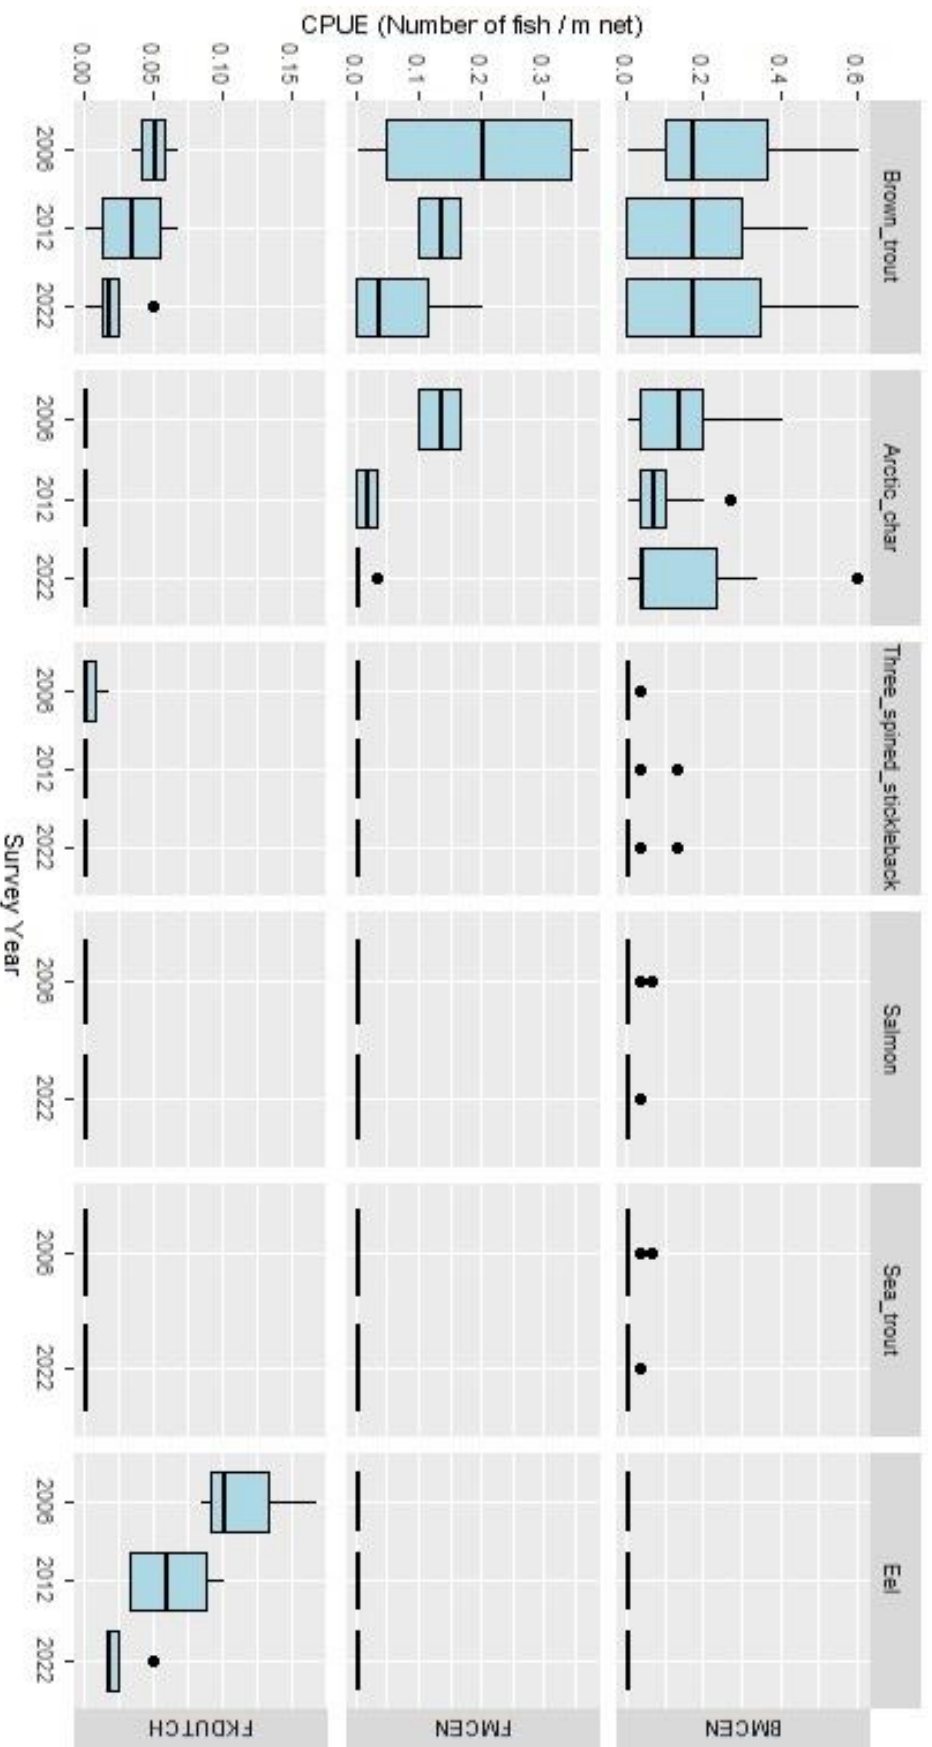 Brown_trout Arctic_char Three_spined_stickleback Salmon Sea_trout Eel
0.6
0.4
0.2
0.0
BMCEN
0.3
0.2
0.1
0.0
FMCEN
0.15
0.10
0.05
0.00
FKDUTCH
CPUE (Number of fish / m net)
2006 2012 2022 2006 2012 2022 2006 2012 2022 2006 2022 2006 2022 2006 2012 2022
Survey Year